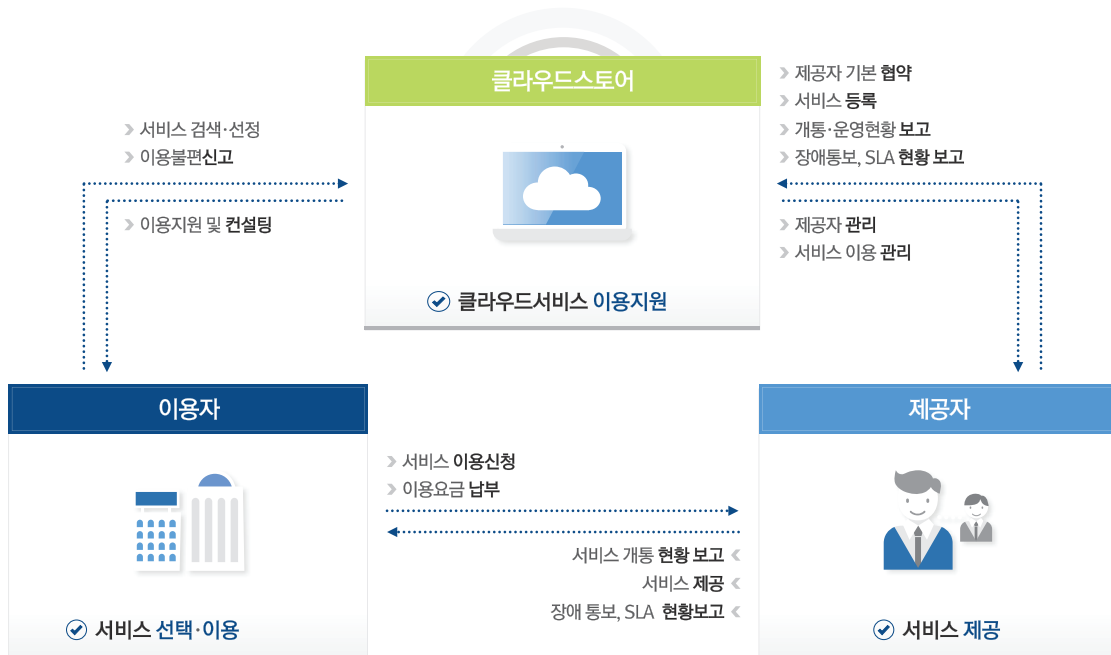 클라우드스토어
제공자 기본 협약
서비스 등록
개통·운영현황 보고
장애통보, SLA 현황 보고
서비스 검색·선정
이용불편신고
이용지원 및 컨설팅
제공자 관리
서비스 이용 관리
클라우드서비스 이용지원
이용자
제공자
서비스 이용신청
이용요금 납부
서비스 개통 현황 보고
서비스 제공
장애 통보, SLA 현황보고
서비스 선택·이용
서비스 제공